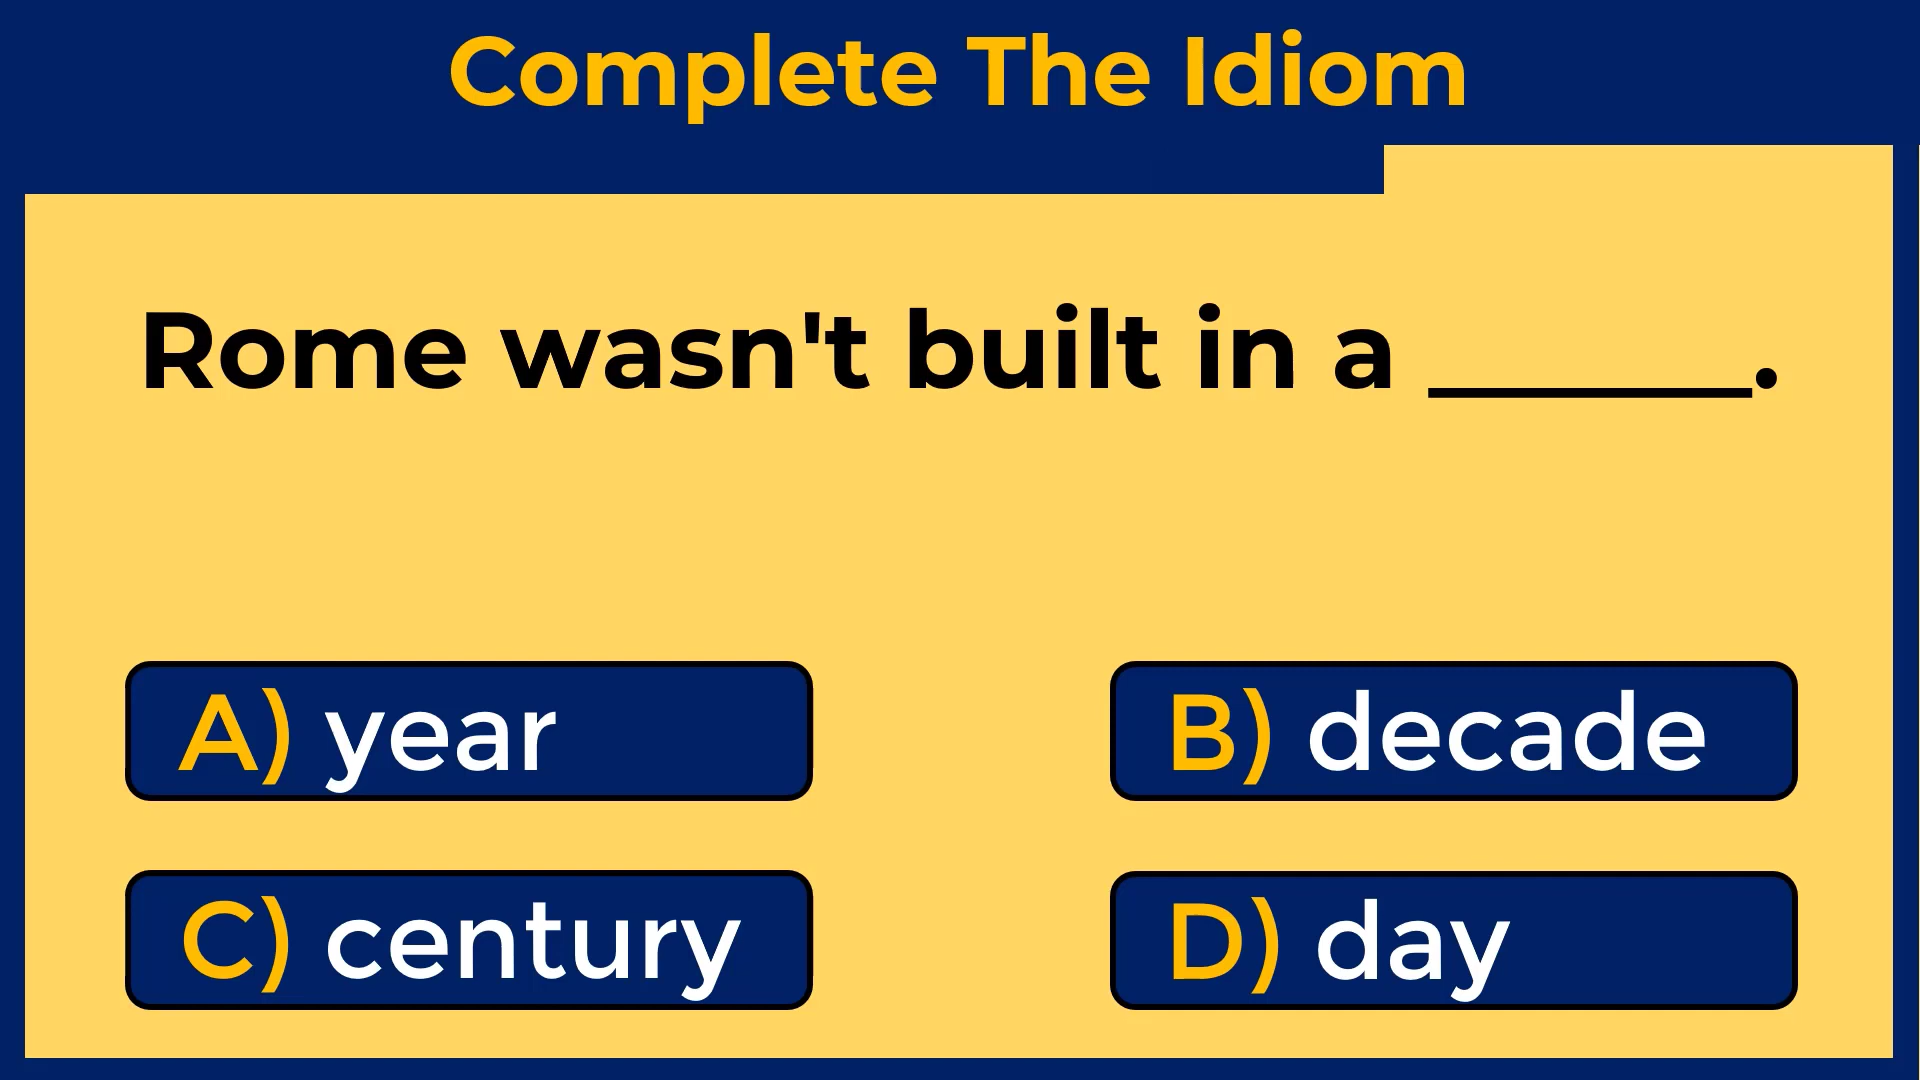 Complete The Idiom
Rome wasn't built in a ______.
A) year
B) decade
C) century
D) day